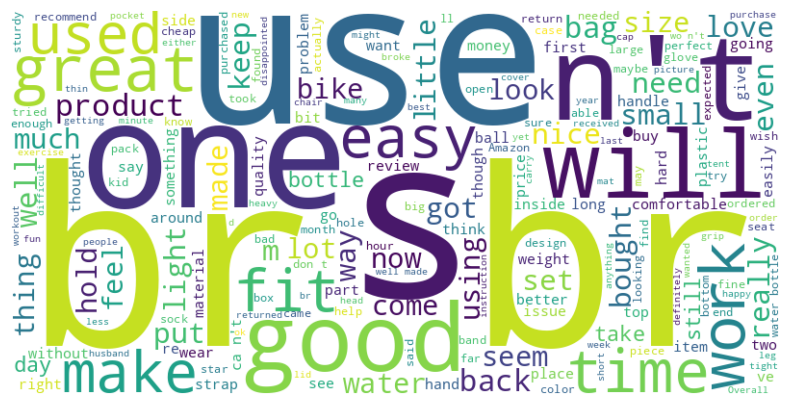 pocket
new
sturdy
recommend
cheap
either
used
side
great
purchased
actually
found
disappointed
took
keep
use
problem
want
money
might
broke
bike
chair
many
bit
little
ll
open
cover
best
look
bag
return
case
cap
n't
size
first
large
maybe
picture
glove
needed
perfect
wo n't
purchase
love
going
give
expected
need
even
tried
enough
thin
getting
minute
know
product
much
exercise
well
difficult
workout
fun
pack
say
kid
thought
something
made
quality
one
easy
bottle
review
ball
Amazon
yet
sure
received
though
nice
small
handle
buy
year
able
last
hard
plastic
tent
try
may
mat
carry
wish
easily
will
price
inside
long
comfortable
ordered
order
seat
br
S
br
around
go
hole
got
think
big
thing
hold
people
less
feel
heavy
light
material
bad
month
m
lot
hour
don t
way
now
well made
using
instruction
weight
design
better
issue
set
looking
bought
anything
find
wanted
grip
really
work
fine
happy
bottom
definitely
end
water bottle
box
br
part
come
fit
head
help
returned
came
ca n't
sock
put
re
wear
without
husband
day
right
make
star
strap
lid
ok
good
see
water
said
hand
band
far
back
seem
place
color
week
short
piece
time
take
top
still
item
two
leg
tight
ve
Overall